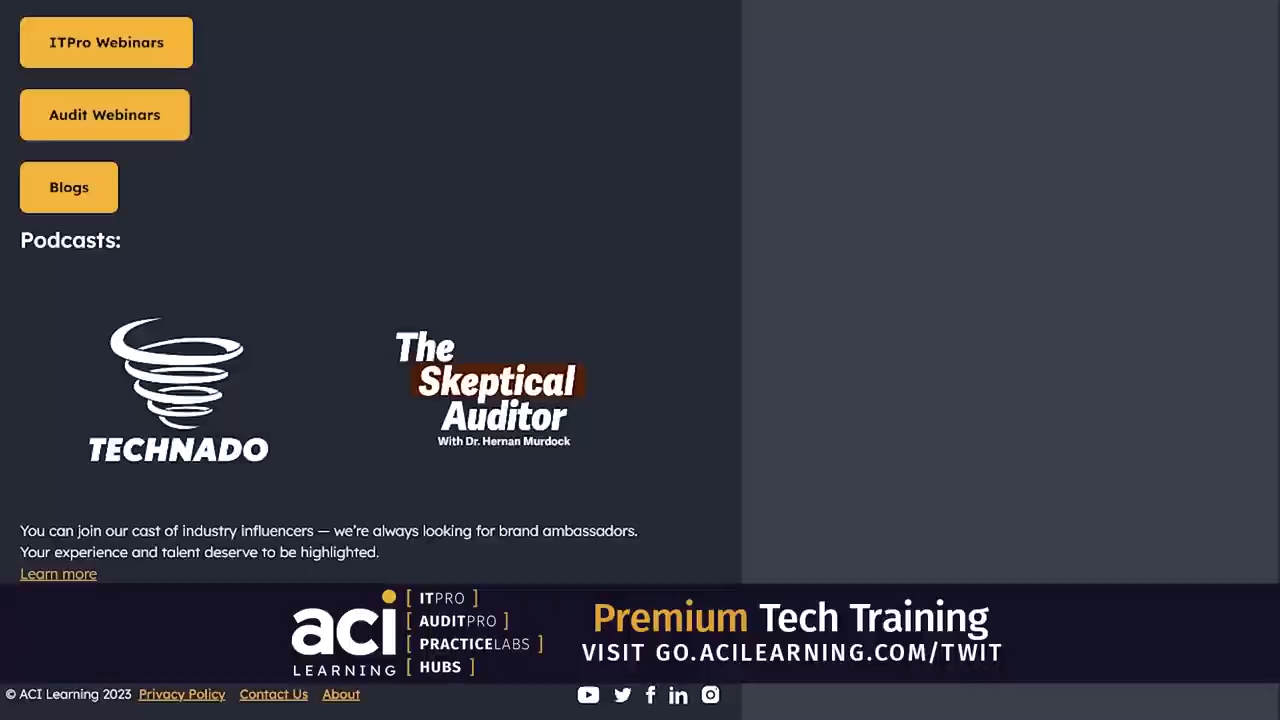 ITPro Webinars
Audit Webinars
Blogs
Podcasts:
TECHNADO
The
Skeptical
Auditor
With Dr. Hernan Murdock
You can join our cast of industry influencers — we're always looking for brand ambassadors.
Your experience and talent deserve to be highlighted.
Learn more
aci
LEARNING
[ ITPRO ]
[ AUDITPRO ]
[ PRACTICELABS ]
[ HUBS ]
Premium Tech Training
VISIT GO.ACILEARNING.COM/TWIT
© ACI Learning 2023 Privacy Policy Contact Us About